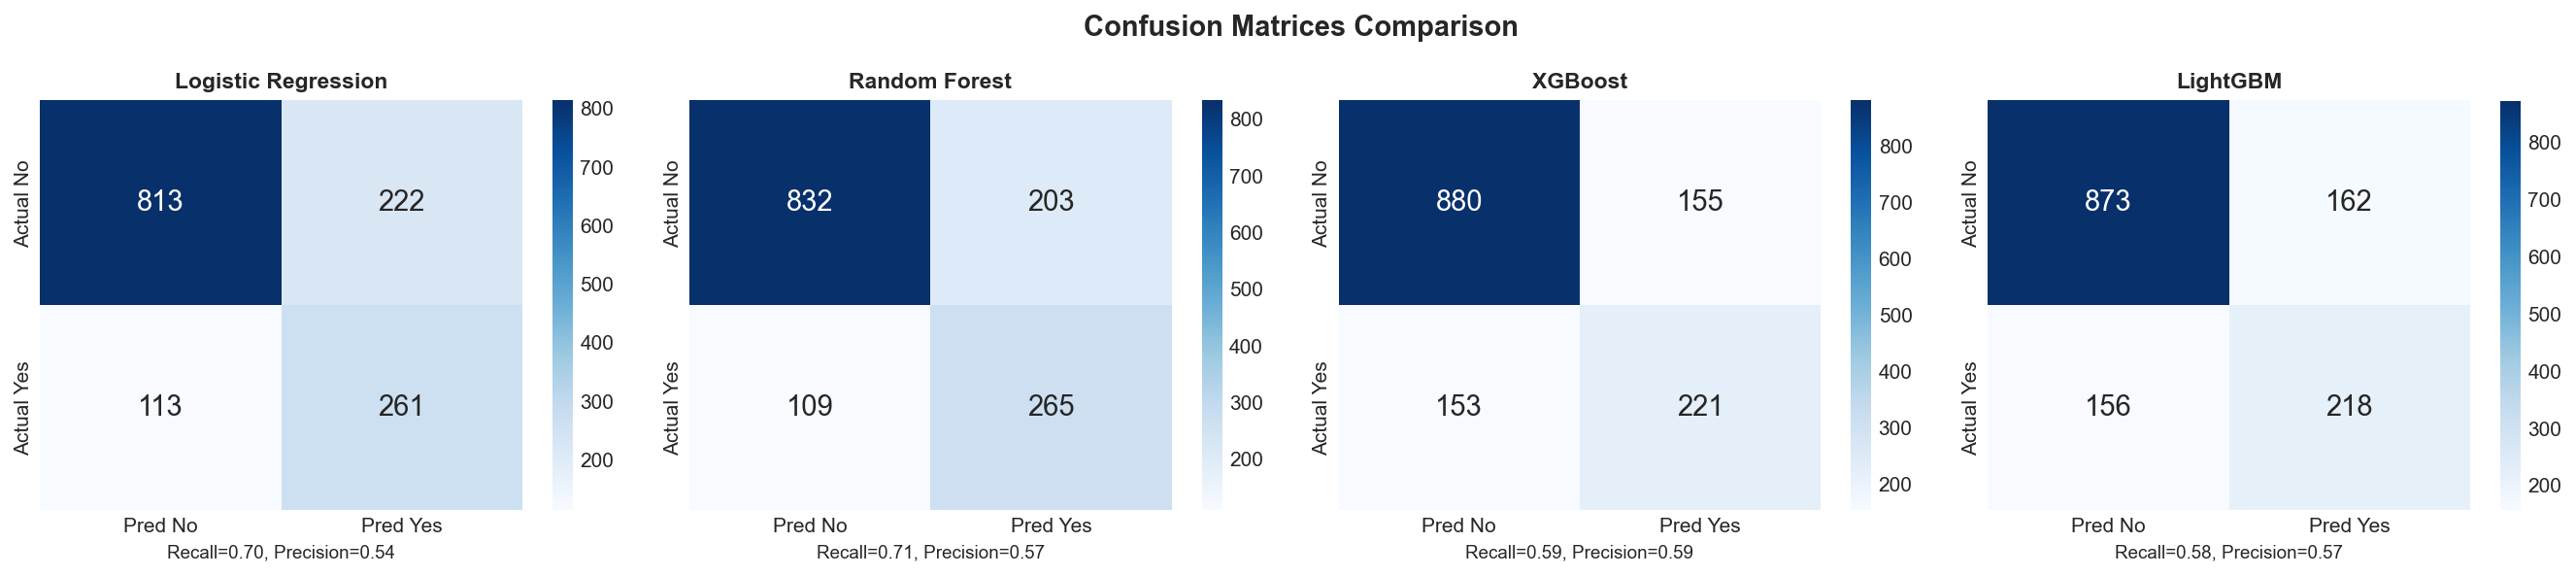 Confusion Matrices Comparison
Logistic Regression
Actual No
Actual Yes
813
222
113
261
Pred No
Pred Yes
Recall=0.70, Precision=0.54
800
700
600
500
400
300
200
Random Forest
Actual No
Actual Yes
832
203
109
265
Pred No
Pred Yes
Recall=0.71, Precision=0.57
800
700
600
500
400
300
200
XGBoost
Actual No
Actual Yes
880
155
153
221
Pred No
Pred Yes
Recall=0.59, Precision=0.59
800
700
600
500
400
300
200
LightGBM
Actual No
Actual Yes
873
162
156
218
Pred No
Pred Yes
Recall=0.58, Precision=0.57
800
700
600
500
400
300
200